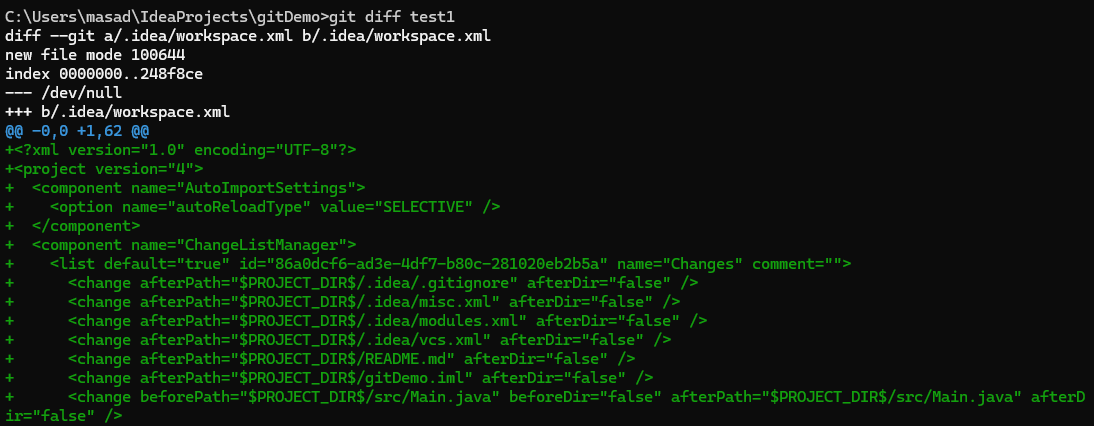 C:\Users\masad\IdeaProjects\gitDemo>git diff test1
diff --git a/.idea/workspace.xml b/.idea/workspace.xml
new file mode 100644
index 0000000..248f8ce
--- /dev/null
+++ b/.idea/workspace.xml
@@ -0,0 +1,62 @@
+<?xml version="1.0" encoding="UTF-8"?>
+<project version="4">
+  <component name="AutoImportSettings">
+    <option name="autoReloadType" value="SELECTIVE" />
+  </component>
+  <component name="ChangeListManager">
+    <list default="true" id="86a0dcf6-ad3e-4df7-b80c-281020eb2b5a" name="Changes" comment="">
+      <change afterPath="$PROJECT_DIR$/.idea/.gitignore" afterDir="false" />
+      <change afterPath="$PROJECT_DIR$/.idea/misc.xml" afterDir="false" />
+      <change afterPath="$PROJECT_DIR$/.idea/modules.xml" afterDir="false" />
+      <change afterPath="$PROJECT_DIR$/.idea/vcs.xml" afterDir="false" />
+      <change afterPath="$PROJECT_DIR$/README.md" afterDir="false" />
+      <change afterPath="$PROJECT_DIR$/gitDemo.iml" afterDir="false" />
+      <change beforePath="$PROJECT_DIR$/src/Main.java" beforeDir="false" afterPath="$PROJECT_DIR$/src/Main.java" afterD
ir="false" />